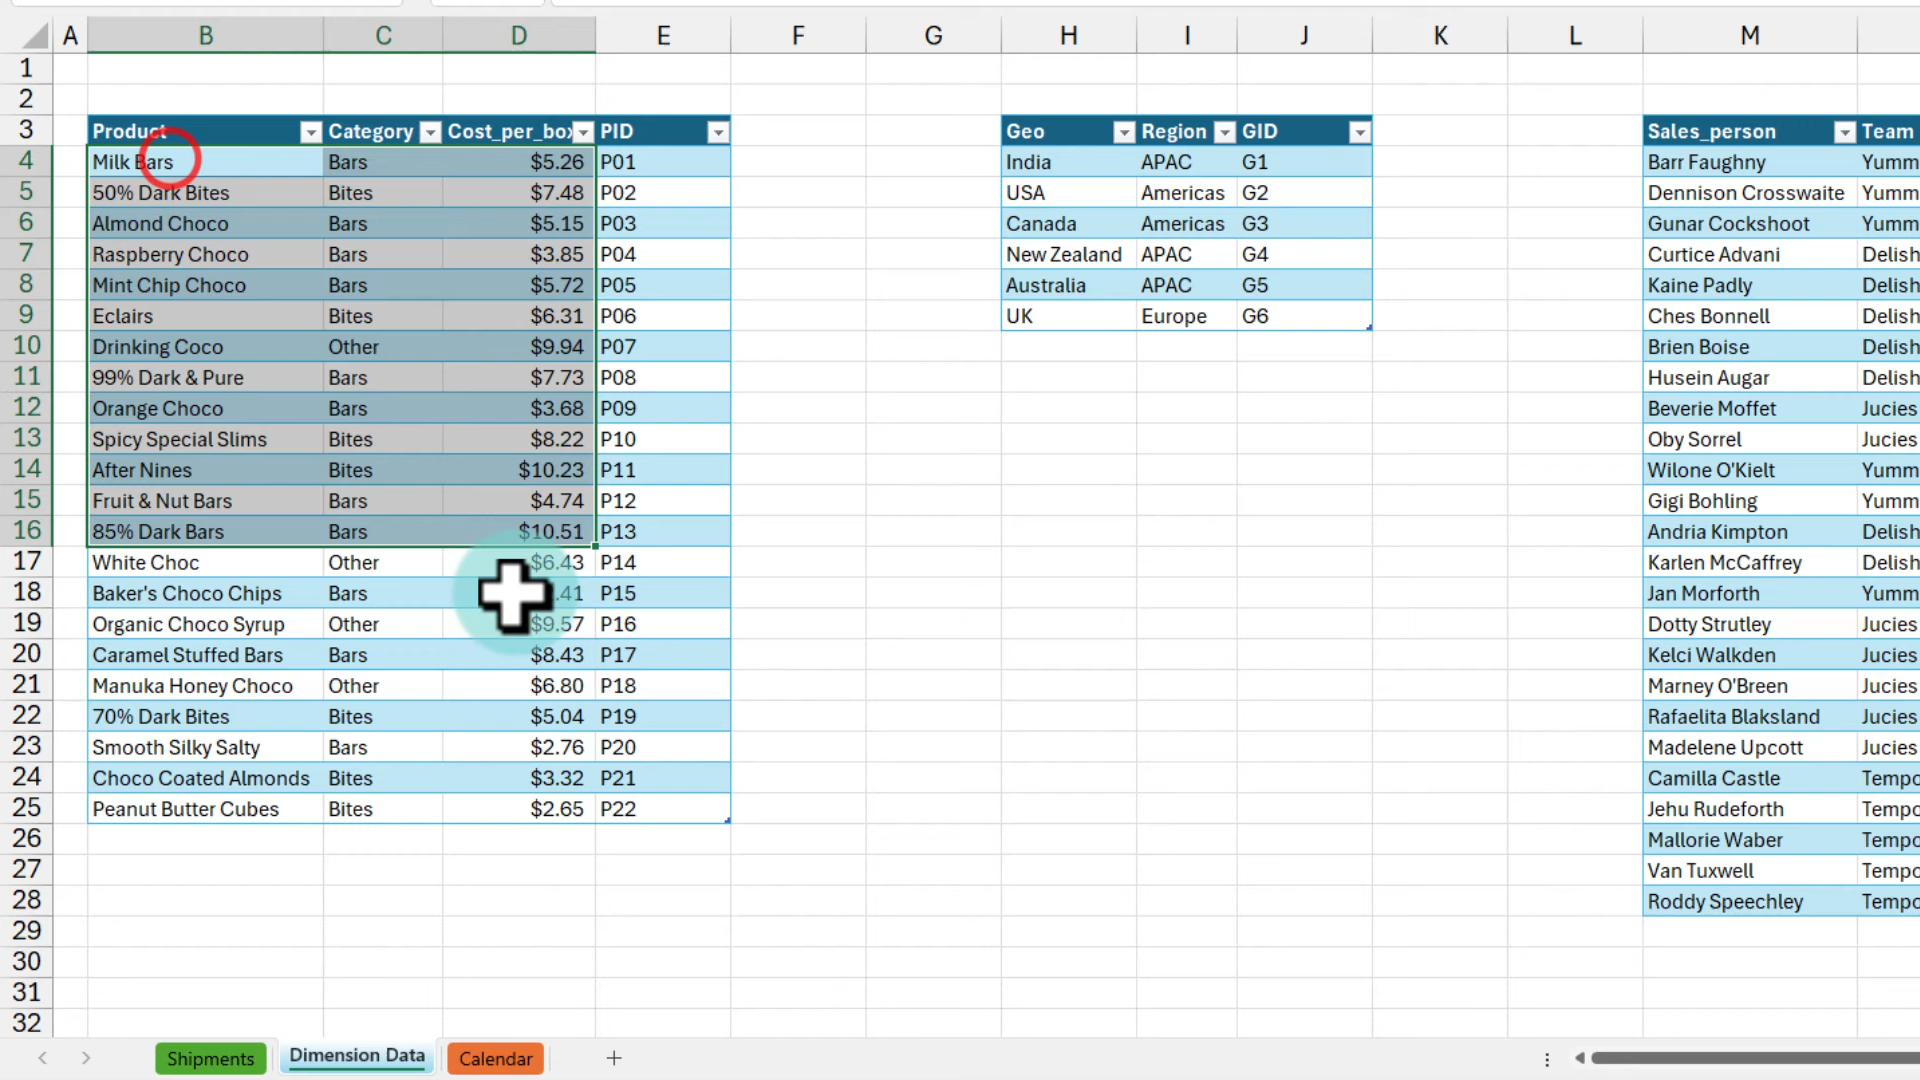 A B C D E F G H I J K L M
1
2
3 Product Category Cost_per_box PID Geo Region GID Sales_person Team
4 Milk Bars Bars $5.26 P01 India APAC G1 Barr Faughny Yumm
5 50% Dark Bites Bites $7.48 P02 USA Americas G2 Dennison Crosswaite Yumm
6 Almond Choco Bars $5.15 P03 Canada Americas G3 Gunar Cockshoot Yumm
7 Raspberry Choco Bars $3.85 P04 New Zealand APAC G4 Curtice Advani Delish
8 Mint Chip Choco Bars $5.72 P05 Australia APAC G5 Kaine Padly Delish
9 Eclairs Bites $6.31 P06 UK Europe G6 Ches Bonnell Delish
10 Drinking Coco Other $9.94 P07 Brien Boise Delish
11 99% Dark & Pure Bars $7.73 P08 Husein Augar Delish
12 Orange Choco Bars $3.68 P09 Beverie Moffet Jucies
13 Spicy Special Slims Bites $8.22 P10 Oby Sorrel Jucies
14 After Nines Bites $10.23 P11 Wilone O'Kielt Yumm
15 Fruit & Nut Bars Bars $4.74 P12 Gigi Bohling Yumm
16 85% Dark Bars Bars $10.51 P13 Andria Kimpton Delish
17 White Choc Other $6.43 P14 Karlen McCaffrey Delish
18 Baker's Choco Chips Bars .41 P15 Jan Morforth Yumm
19 Organic Choco Syrup Other $9.57 P16 Dotty Strutley Jucies
20 Caramel Stuffed Bars Bars $8.43 P17 Kelci Walkden Jucies
21 Manuka Honey Choco Other $6.80 P18 Marney O'Breen Jucies
22 70% Dark Bites Bites $5.04 P19 Rafaelita Blaksland Jucies
23 Smooth Silky Salty Bars $2.76 P20 Madelene Upcott Jucies
24 Choco Coated Almonds Bites $3.32 P21 Camilla Castle Tempo
25 Peanut Butter Cubes Bites $2.65 P22 Jehu Rudeforth Tempo
26 Mallorie Waber Tempo
27 Van Tuxwell Tempo
28 Roddy Speechley Tempo
29
30
31
32
Shipments Dimension Data Calendar